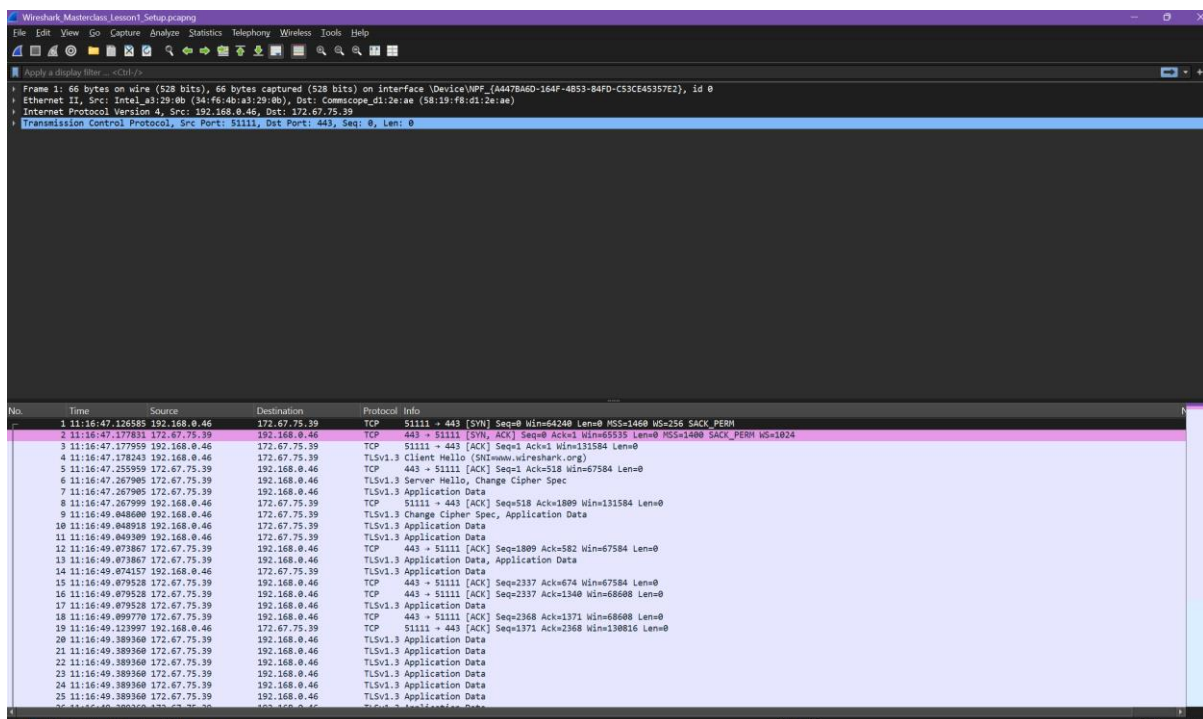 Wireshark_Masterclass_Lesson1_Setup.pcapng
File Edit View Go Capture Analyze Statistics Telephony Wireless Tools Help
Apply a display filter ... <Ctrl-/>
Frame 1: 66 bytes on wire (528 bits), 66 bytes captured (528 bits) on interface \Device\NPF_{A447BA6D-164F-4B53-84FD-C53CE45357E2}, id 0
Ethernet II, Src: Intel_a3:29:0b (34:f6:4b:a3:29:0b), Dst: Commscope_d1:2e:ae (58:19:f8:d1:2e:ae)
Internet Protocol Version 4, Src: 192.168.0.46, Dst: 172.67.75.39
Transmission Control Protocol, Src Port: 51111, Dst Port: 443, Seq: 0, Len: 0
No. Time Source Destination Protocol Info
1 11:16:47.126585 192.168.0.46 172.67.75.39 TCP 51111 → 443 [SYN] Seq=0 Win=64240 Len=0 MSS=1460 WS=256 SACK_PERM
2 11:16:47.177831 172.67.75.39 192.168.0.46 TCP 443 → 51111 [SYN, ACK] Seq=0 Ack=1 Win=65535 Len=0 MSS=1400 SACK_PERM WS=1024
3 11:16:47.177959 192.168.0.46 172.67.75.39 TCP 51111 → 443 [ACK] Seq=1 Ack=1 Win=131584 Len=0
4 11:16:47.178243 192.168.0.46 172.67.75.39 TLSv1.3 Client Hello (SNI=www.wireshark.org)
5 11:16:47.255959 172.67.75.39 192.168.0.46 TCP 443 → 51111 [ACK] Seq=1 Ack=518 Win=67584 Len=0
6 11:16:47.267905 172.67.75.39 192.168.0.46 TLSv1.3 Server Hello, Change Cipher Spec
7 11:16:47.267905 172.67.75.39 192.168.0.46 TLSv1.3 Application Data
8 11:16:47.267999 192.168.0.46 172.67.75.39 TCP 51111 → 443 [ACK] Seq=518 Ack=1809 Win=131584 Len=0
9 11:16:49.048600 192.168.0.46 172.67.75.39 TLSv1.3 Change Cipher Spec, Application Data
10 11:16:49.048918 192.168.0.46 172.67.75.39 TLSv1.3 Application Data
11 11:16:49.049309 192.168.0.46 172.67.75.39 TLSv1.3 Application Data
12 11:16:49.073867 172.67.75.39 192.168.0.46 TCP 443 → 51111 [ACK] Seq=1809 Ack=582 Win=67584 Len=0
13 11:16:49.073867 172.67.75.39 192.168.0.46 TLSv1.3 Application Data, Application Data
14 11:16:49.074157 192.168.0.46 172.67.75.39 TLSv1.3 Application Data
15 11:16:49.079528 172.67.75.39 192.168.0.46 TCP 443 → 51111 [ACK] Seq=2337 Ack=674 Win=67584 Len=0
16 11:16:49.079528 172.67.75.39 192.168.0.46 TCP 443 → 51111 [ACK] Seq=2337 Ack=1340 Win=68608 Len=0
17 11:16:49.079528 172.67.75.39 192.168.0.46 TLSv1.3 Application Data
18 11:16:49.099770 172.67.75.39 192.168.0.46 TCP 443 → 51111 [ACK] Seq=2368 Ack=1371 Win=68608 Len=0
19 11:16:49.123997 192.168.0.46 172.67.75.39 TCP 51111 → 443 [ACK] Seq=1371 Ack=2368 Win=130816 Len=0
20 11:16:49.389360 172.67.75.39 192.168.0.46 TLSv1.3 Application Data
21 11:16:49.389360 172.67.75.39 192.168.0.46 TLSv1.3 Application Data
22 11:16:49.389360 172.67.75.39 192.168.0.46 TLSv1.3 Application Data
23 11:16:49.389360 172.67.75.39 192.168.0.46 TLSv1.3 Application Data
24 11:16:49.389360 172.67.75.39 192.168.0.46 TLSv1.3 Application Data
25 11:16:49.389360 172.67.75.39 192.168.0.46 TLSv1.3 Application Data